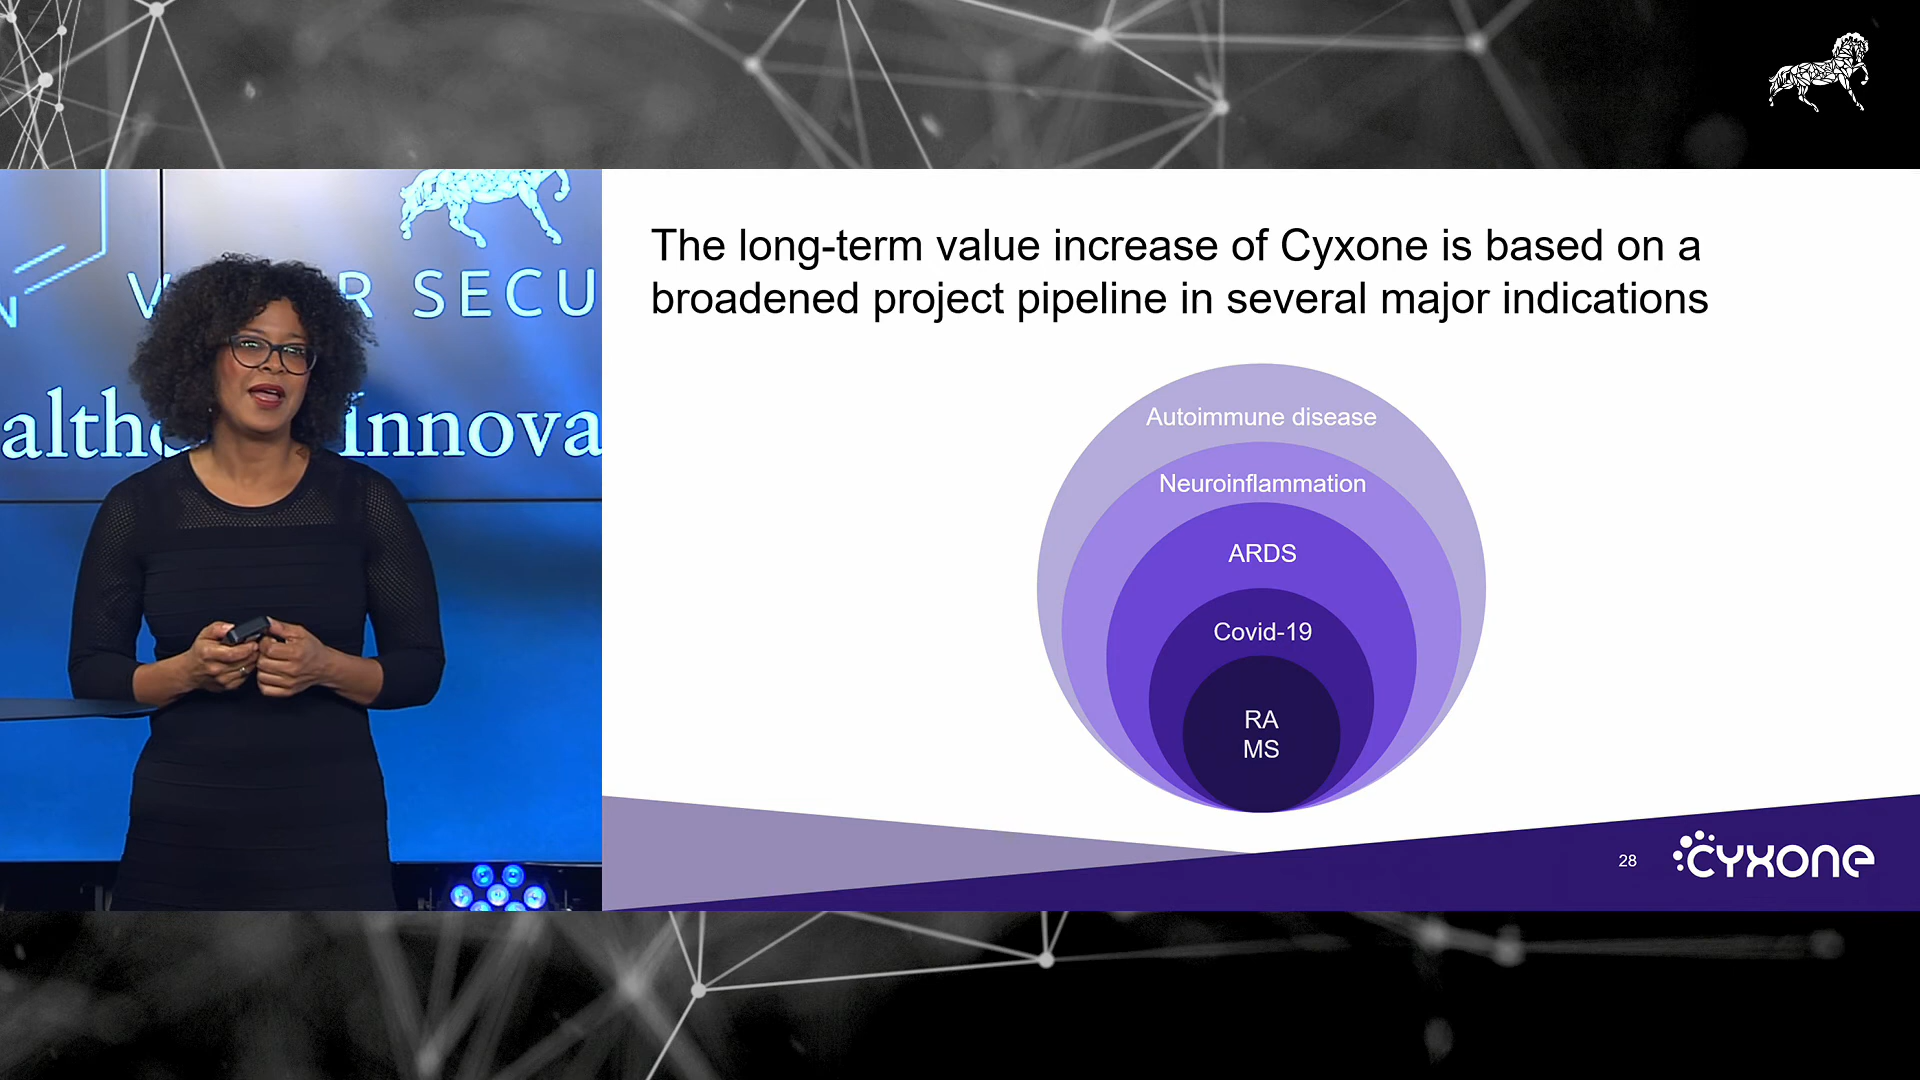 SECU
The long-term value increase of Cyxone is based on a
broadened project pipeline in several major indications
Autoimmune disease
Neuroinflammation
ARDS
Covid-19
RA
MS
28
cyxone